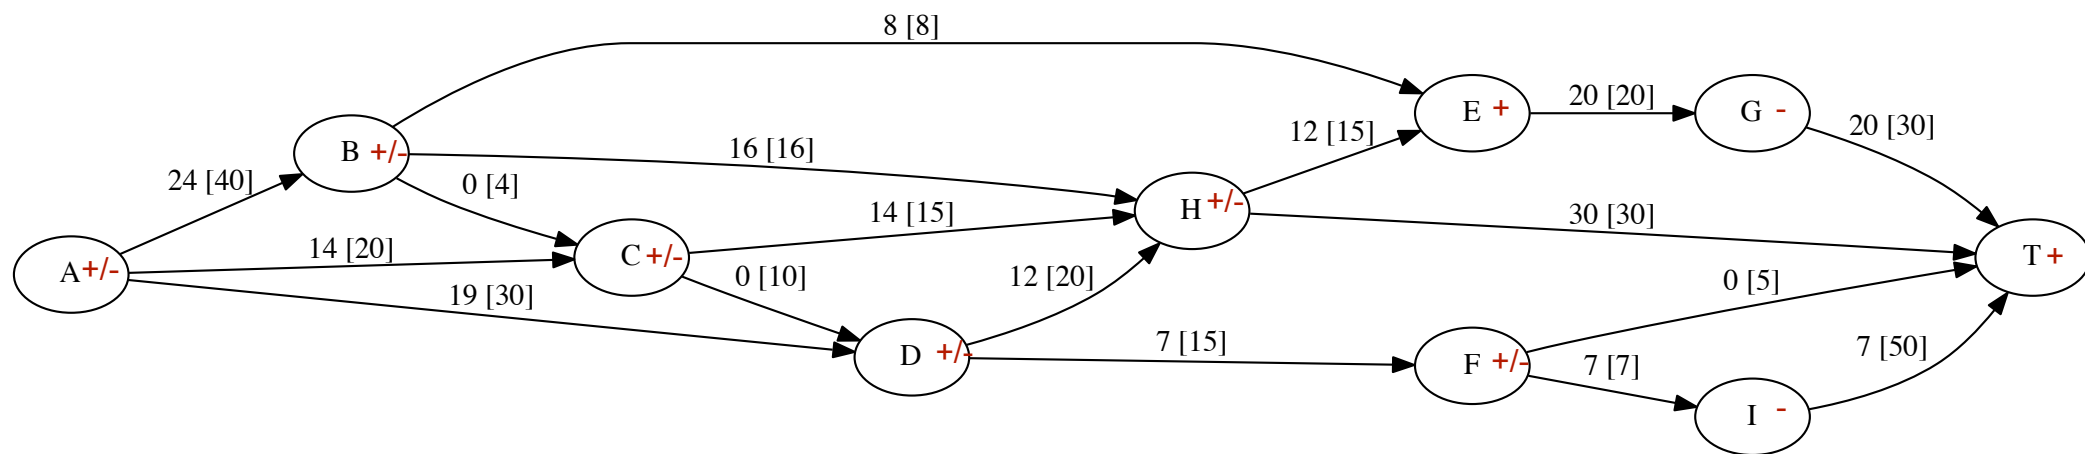 8 [8]
20 [20]
E +
G -
20 [30]
12 [15]
B +/-
16 [16]
24 [40]
0 [4]
H +/-
14 [15]
30 [30]
14 [20]
C +/-
T +
A +/-
0 [10]
12 [20]
0 [5]
19 [30]
7 [15]
D +/-
F +/-
7 [7]
7 [50]
I -